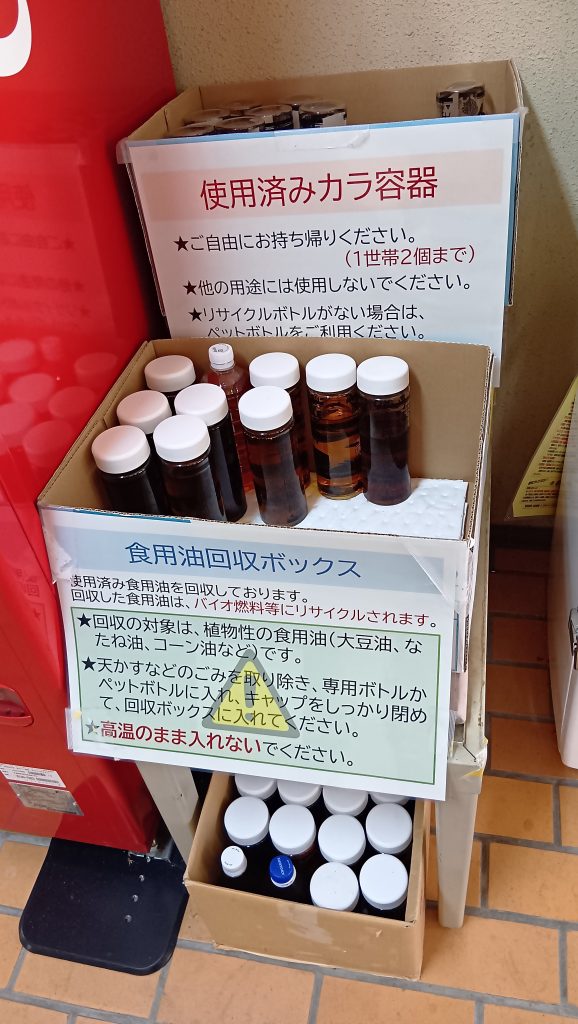 使用済みカラ容器
★ご自由にお持ち帰りください。
(1世帯2個まで)
★他の用途には使用しないでください。
★リサイクルボトルがない場合は、
ペットボトルをご利用ください。
食用油回収ボックス
使用済み食用油を回収しております。
回収した食用油は、バイオ燃料等にリサイクルされます。
★回収の対象は、植物性の食用油(大豆油、な
たね油、コーン油など)です。
★天かすなどのごみを取り除き、専用ボトルか
ペットボトルに入れ、キャップをしっかり閉め
て、回収ボックスに入れてください。
★高温のまま入れないでください。